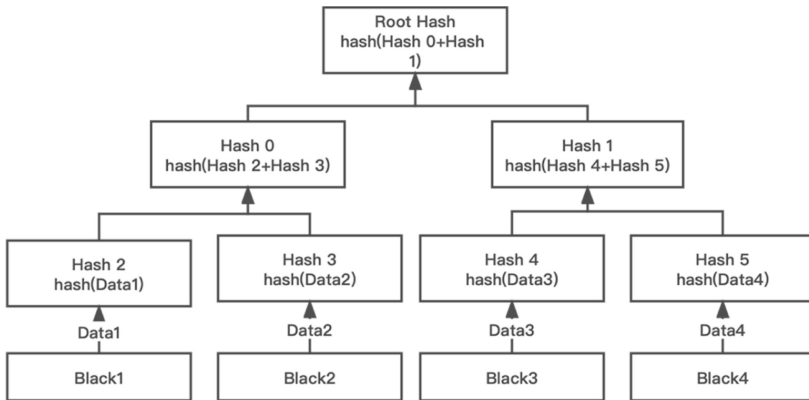 Root Hash
hash(Hash 0+Hash
1)
Hash 0
hash(Hash 2+Hash 3)
Hash 1
hash(Hash 4+Hash 5)
Hash 2
hash(Data1)
Hash 3
hash(Data2)
Hash 4
hash(Data3)
Hash 5
hash(Data4)
Data1
Data2
Data3
Data4
Black1
Black2
Black3
Black4